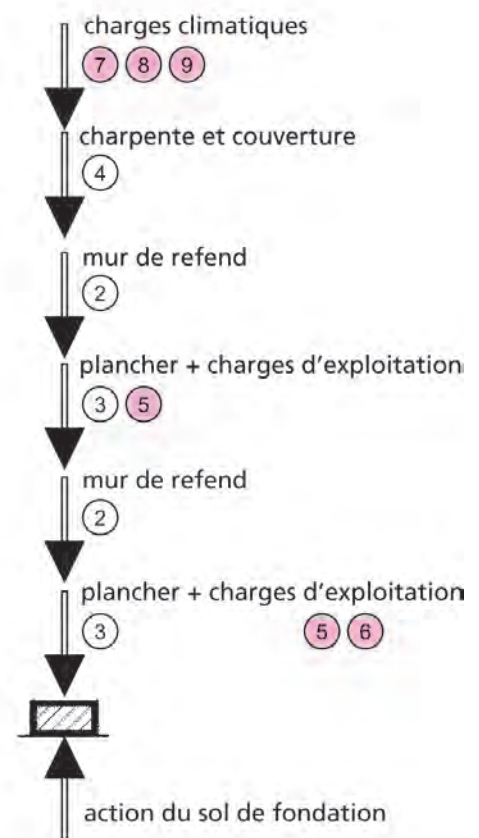 charges climatiques
7 8 9
charpente et couverture
4
mur de refend
2
plancher + charges d'exploitation
3 5
mur de refend
2
plancher + charges d'exploitation
3 5 6
action du sol de fondation